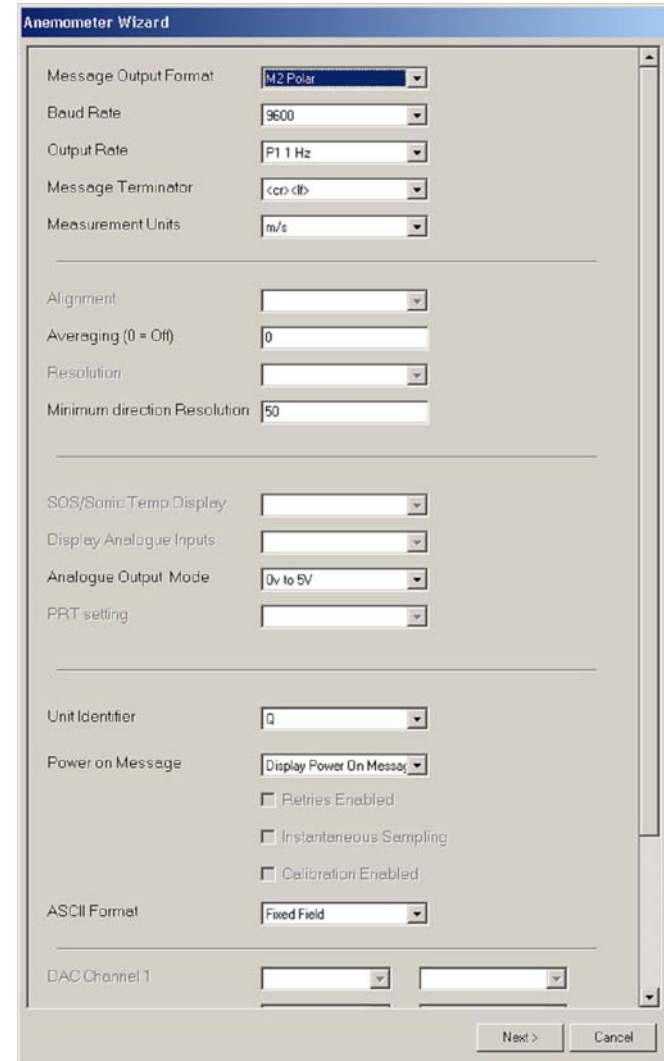 Anemometer Wizard
Message Output Format M2 Polar
Baud Rate 9600
Output Rate P1 1 Hz
Message Terminator <cr><lf>
Measurement Units m/s
Alignment
Averaging (0 = Off) 0
Resolution
Minimum direction Resolution 50
SOS/Sonic Temp Display
Display Analogue Inputs
Analogue Output Mode 0v to 5V
PRT setting
Unit Identifier Q
Power on Message Display Power On Messag
Retries Enabled
Instantaneous Sampling
Calibration Enabled
ASCII Format Fixed Field
DAC Channel 1
Next > Cancel